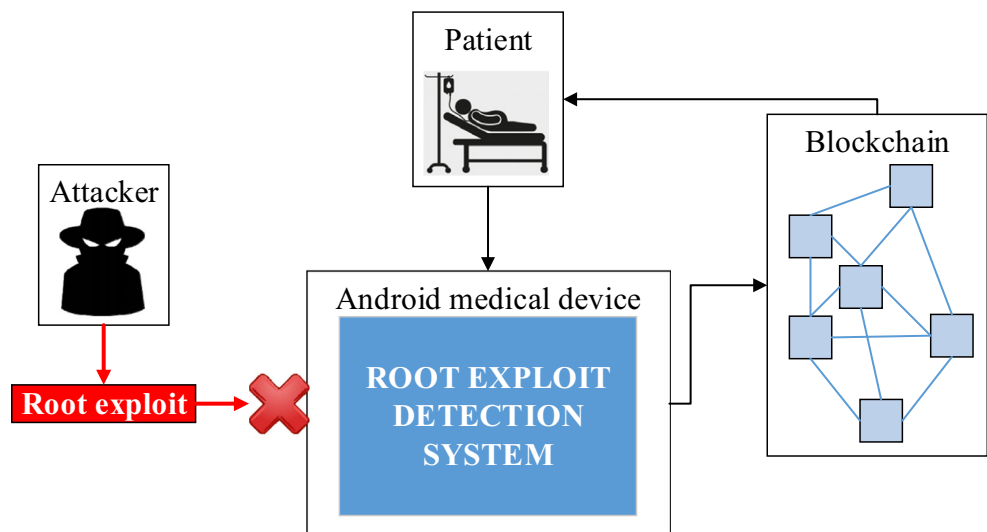 Patient
Blockchain
Attacker
Android medical device
Root exploit
ROOT EXPLOIT
DETECTION
SYSTEM